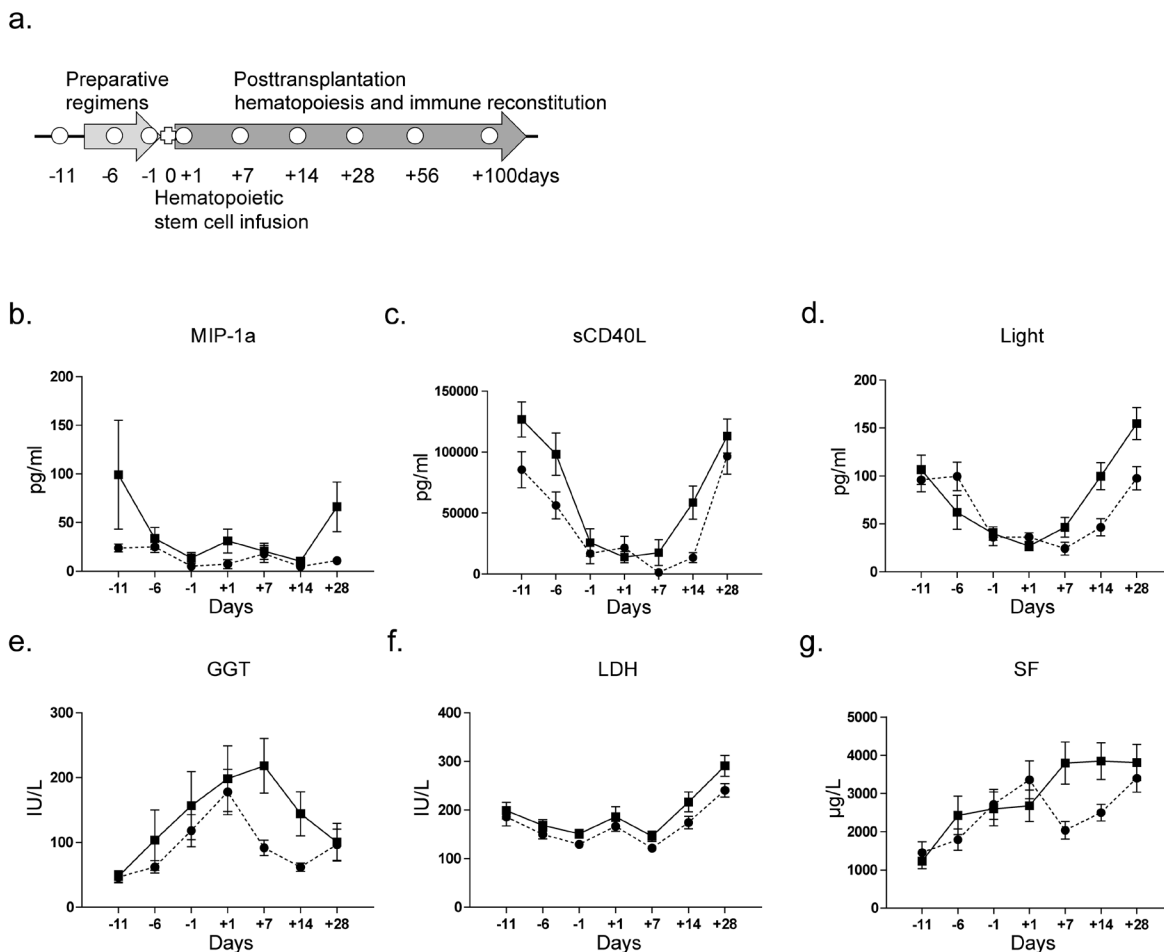 a.
Preparative
regimens
Posttransplantation
hematopoiesis and immune reconstitution
-11 -6 -1 0 +1 +7 +14 +28 +56 +100days
Hematopoietic
stem cell infusion
b.
MIP-1a
200
150
100
50
0
pg/ml
-11 -6 -1 +1 +7 +14 +28
Days
c.
sCD40L
150000
100000
50000
0
pg/ml
-11 -6 -1 +1 +7 +14 +28
Days
d.
Light
200
150
100
50
0
pg/ml
-11 -6 -1 +1 +7 +14 +28
Days
e.
GGT
300
200
100
0
IU/L
-11 -6 -1 +1 +7 +14 +28
Days
f.
LDH
400
300
200
100
0
IU/L
-11 -6 -1 +1 +7 +14 +28
Days
g.
SF
5000
4000
3000
2000
1000
0
µg/L
-11 -6 -1 +1 +7 +14 +28
Days